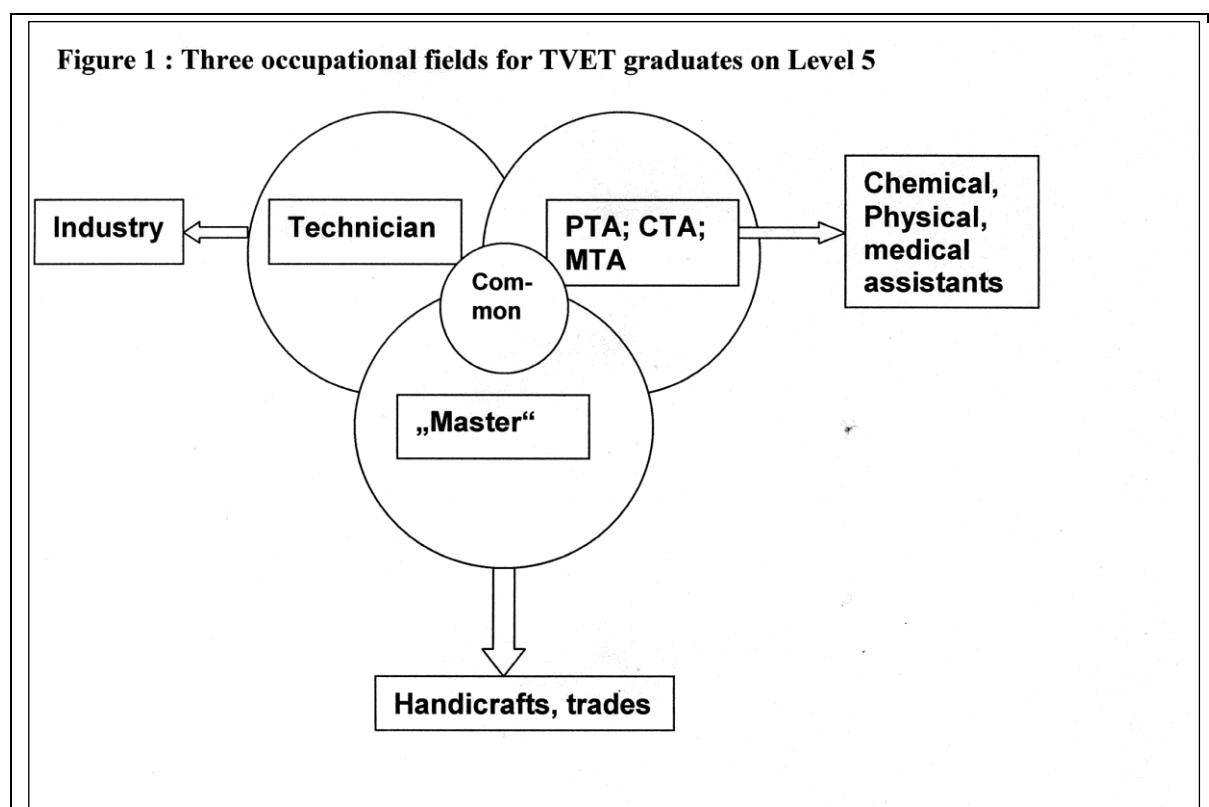 Figure 1 : Three occupational fields for TVET graduates on Level 5
Industry
Technician
PTA; CTA;
MTA
Chemical,
Physical,
medical
assistants
Com-
mon
„Master“
Handicrafts, trades